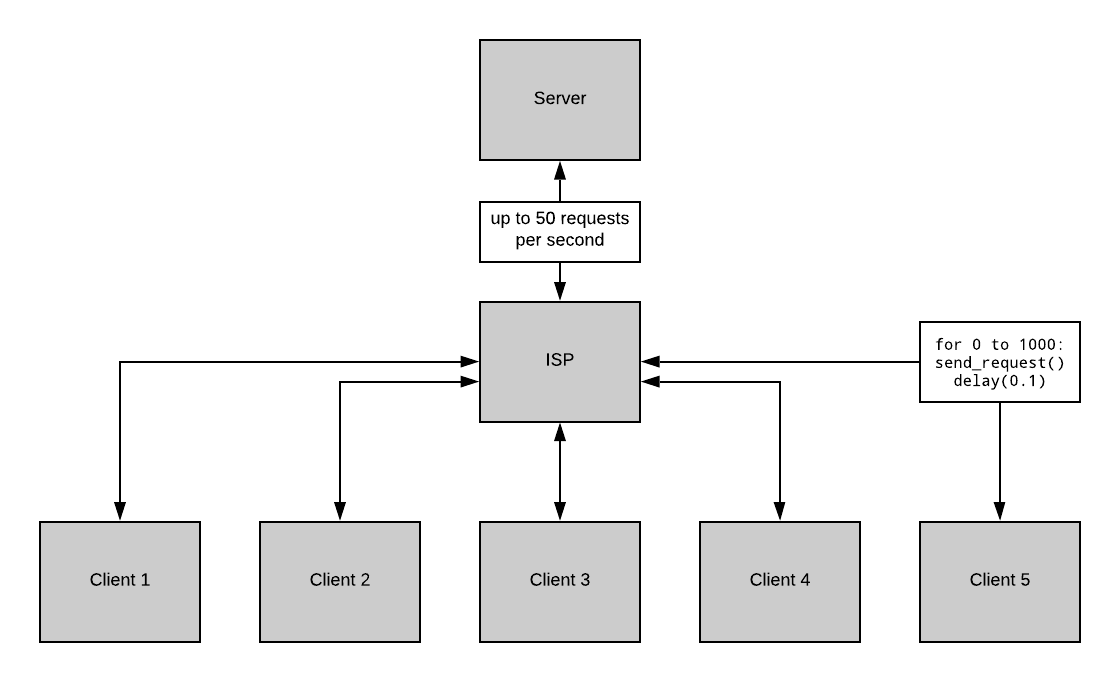 Server
up to 50 requests
per second
ISP
for 0 to 1000:
send_request()
delay(0.1)
Client 1
Client 2
Client 3
Client 4
Client 5